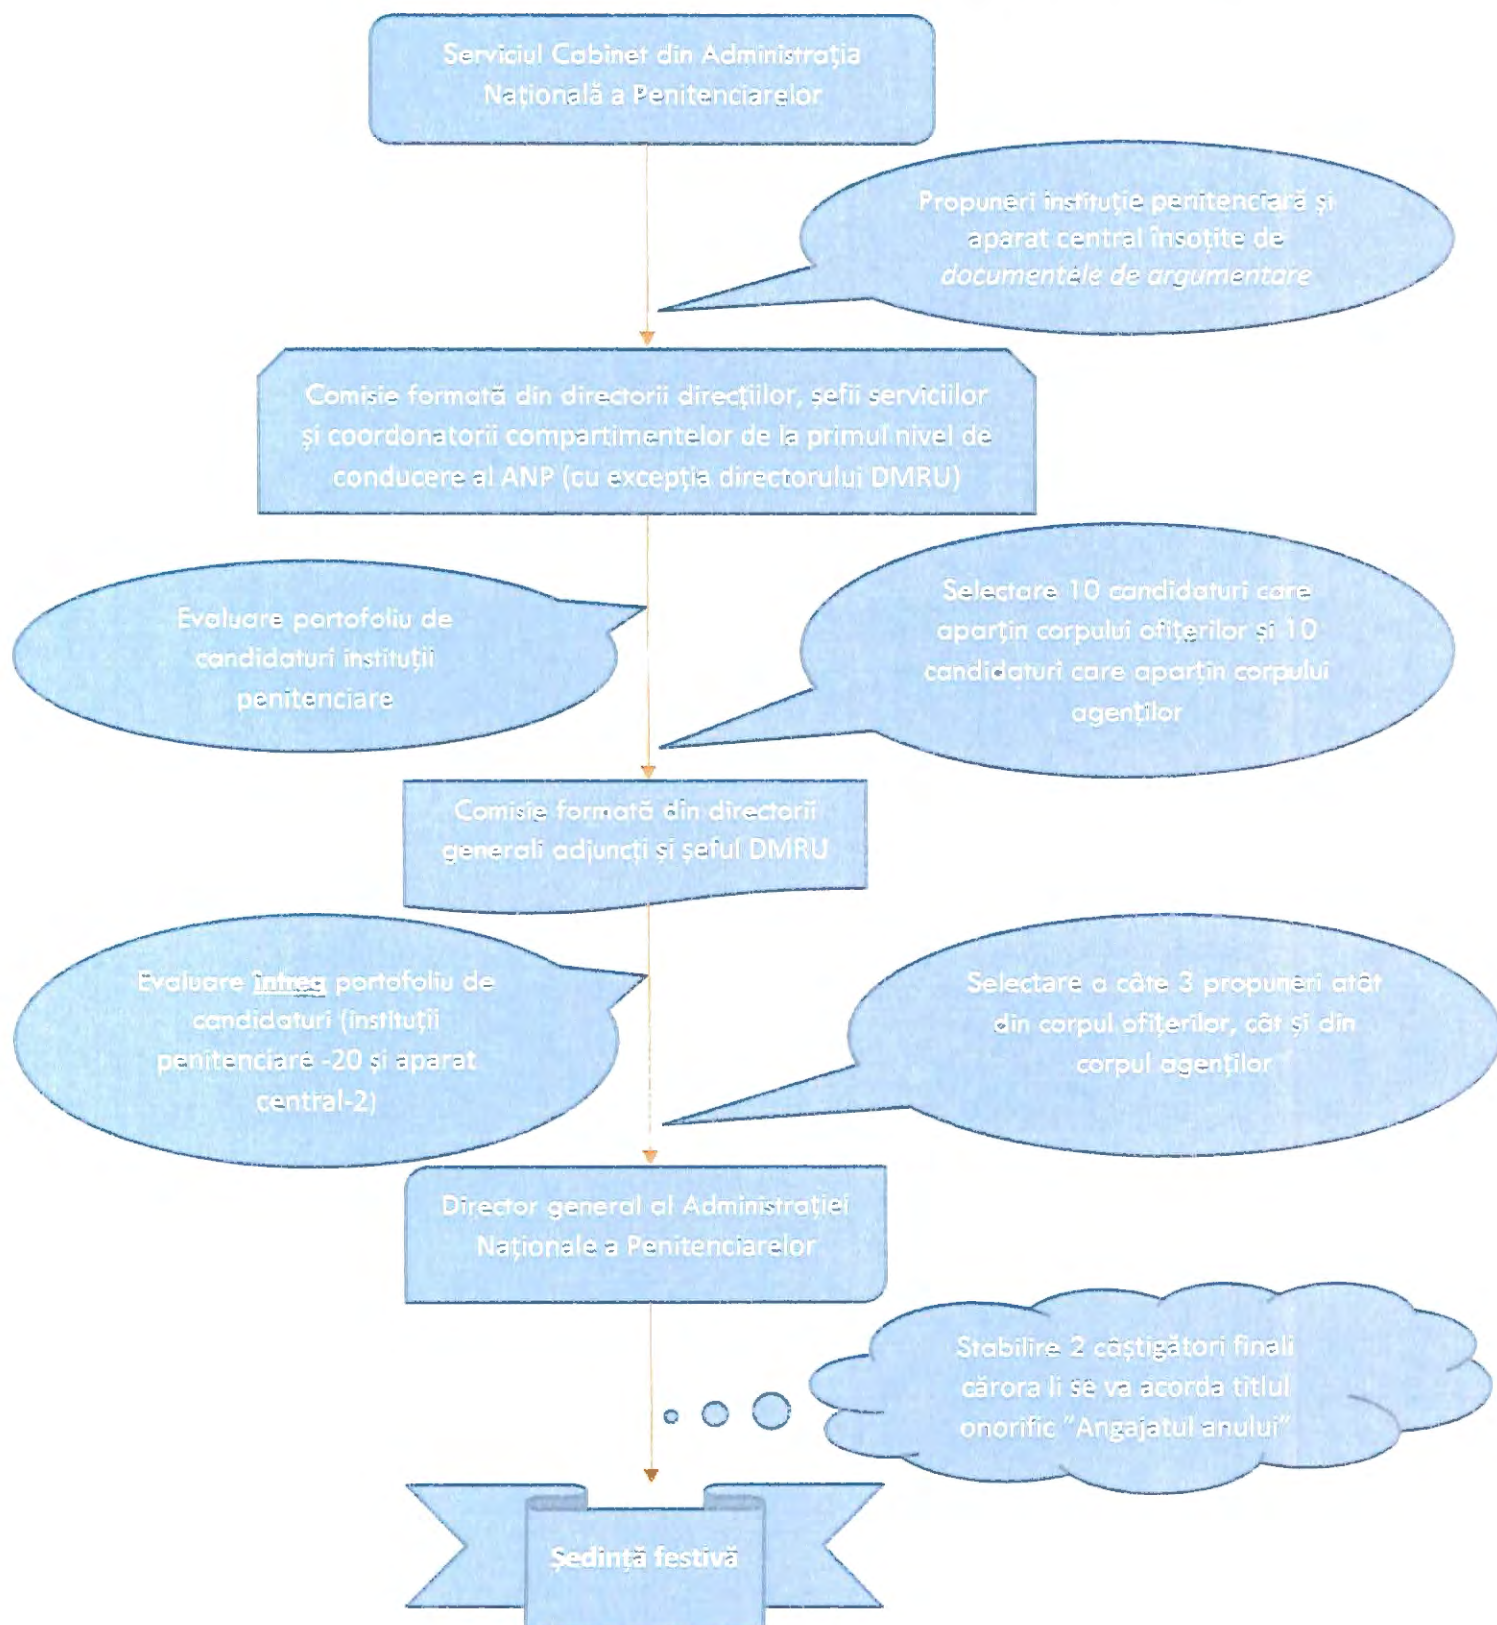 Serviciul Cabinet din Administrația
Națională a Penitenciarelor
Propuneri instituție penitenciară și
aparat central însoțite de
documentele de argumentare
Comisie formată din directorii direcțiilor, șefii serviciilor
și coordonatorii compartimentelor de la primul nivel de
conducere al ANP (cu excepția directorului DMRU)
Evaluare portofoliu de
candidaturi instituții
penitenciare
Selectare 10 candidaturi care
aparțin corpului ofițerilor și 10
candidaturi care aparțin corpului
agenților
Comisie formată din directorii
generali adjuncți și șeful DMRU
Evaluare întreg portofoliu de
candidaturi (instituții
penitenciare -20 și aparat
central-2)
Selectare a câte 3 propuneri atât
din corpul ofițerilor, cât și din
corpul agenților
Director general al Administrației
Naționale a Penitenciarelor
Stabilire 2 câștigători finali
cărora li se va acorda titlul
onorific "Angajatul anului"
Ședință festivă